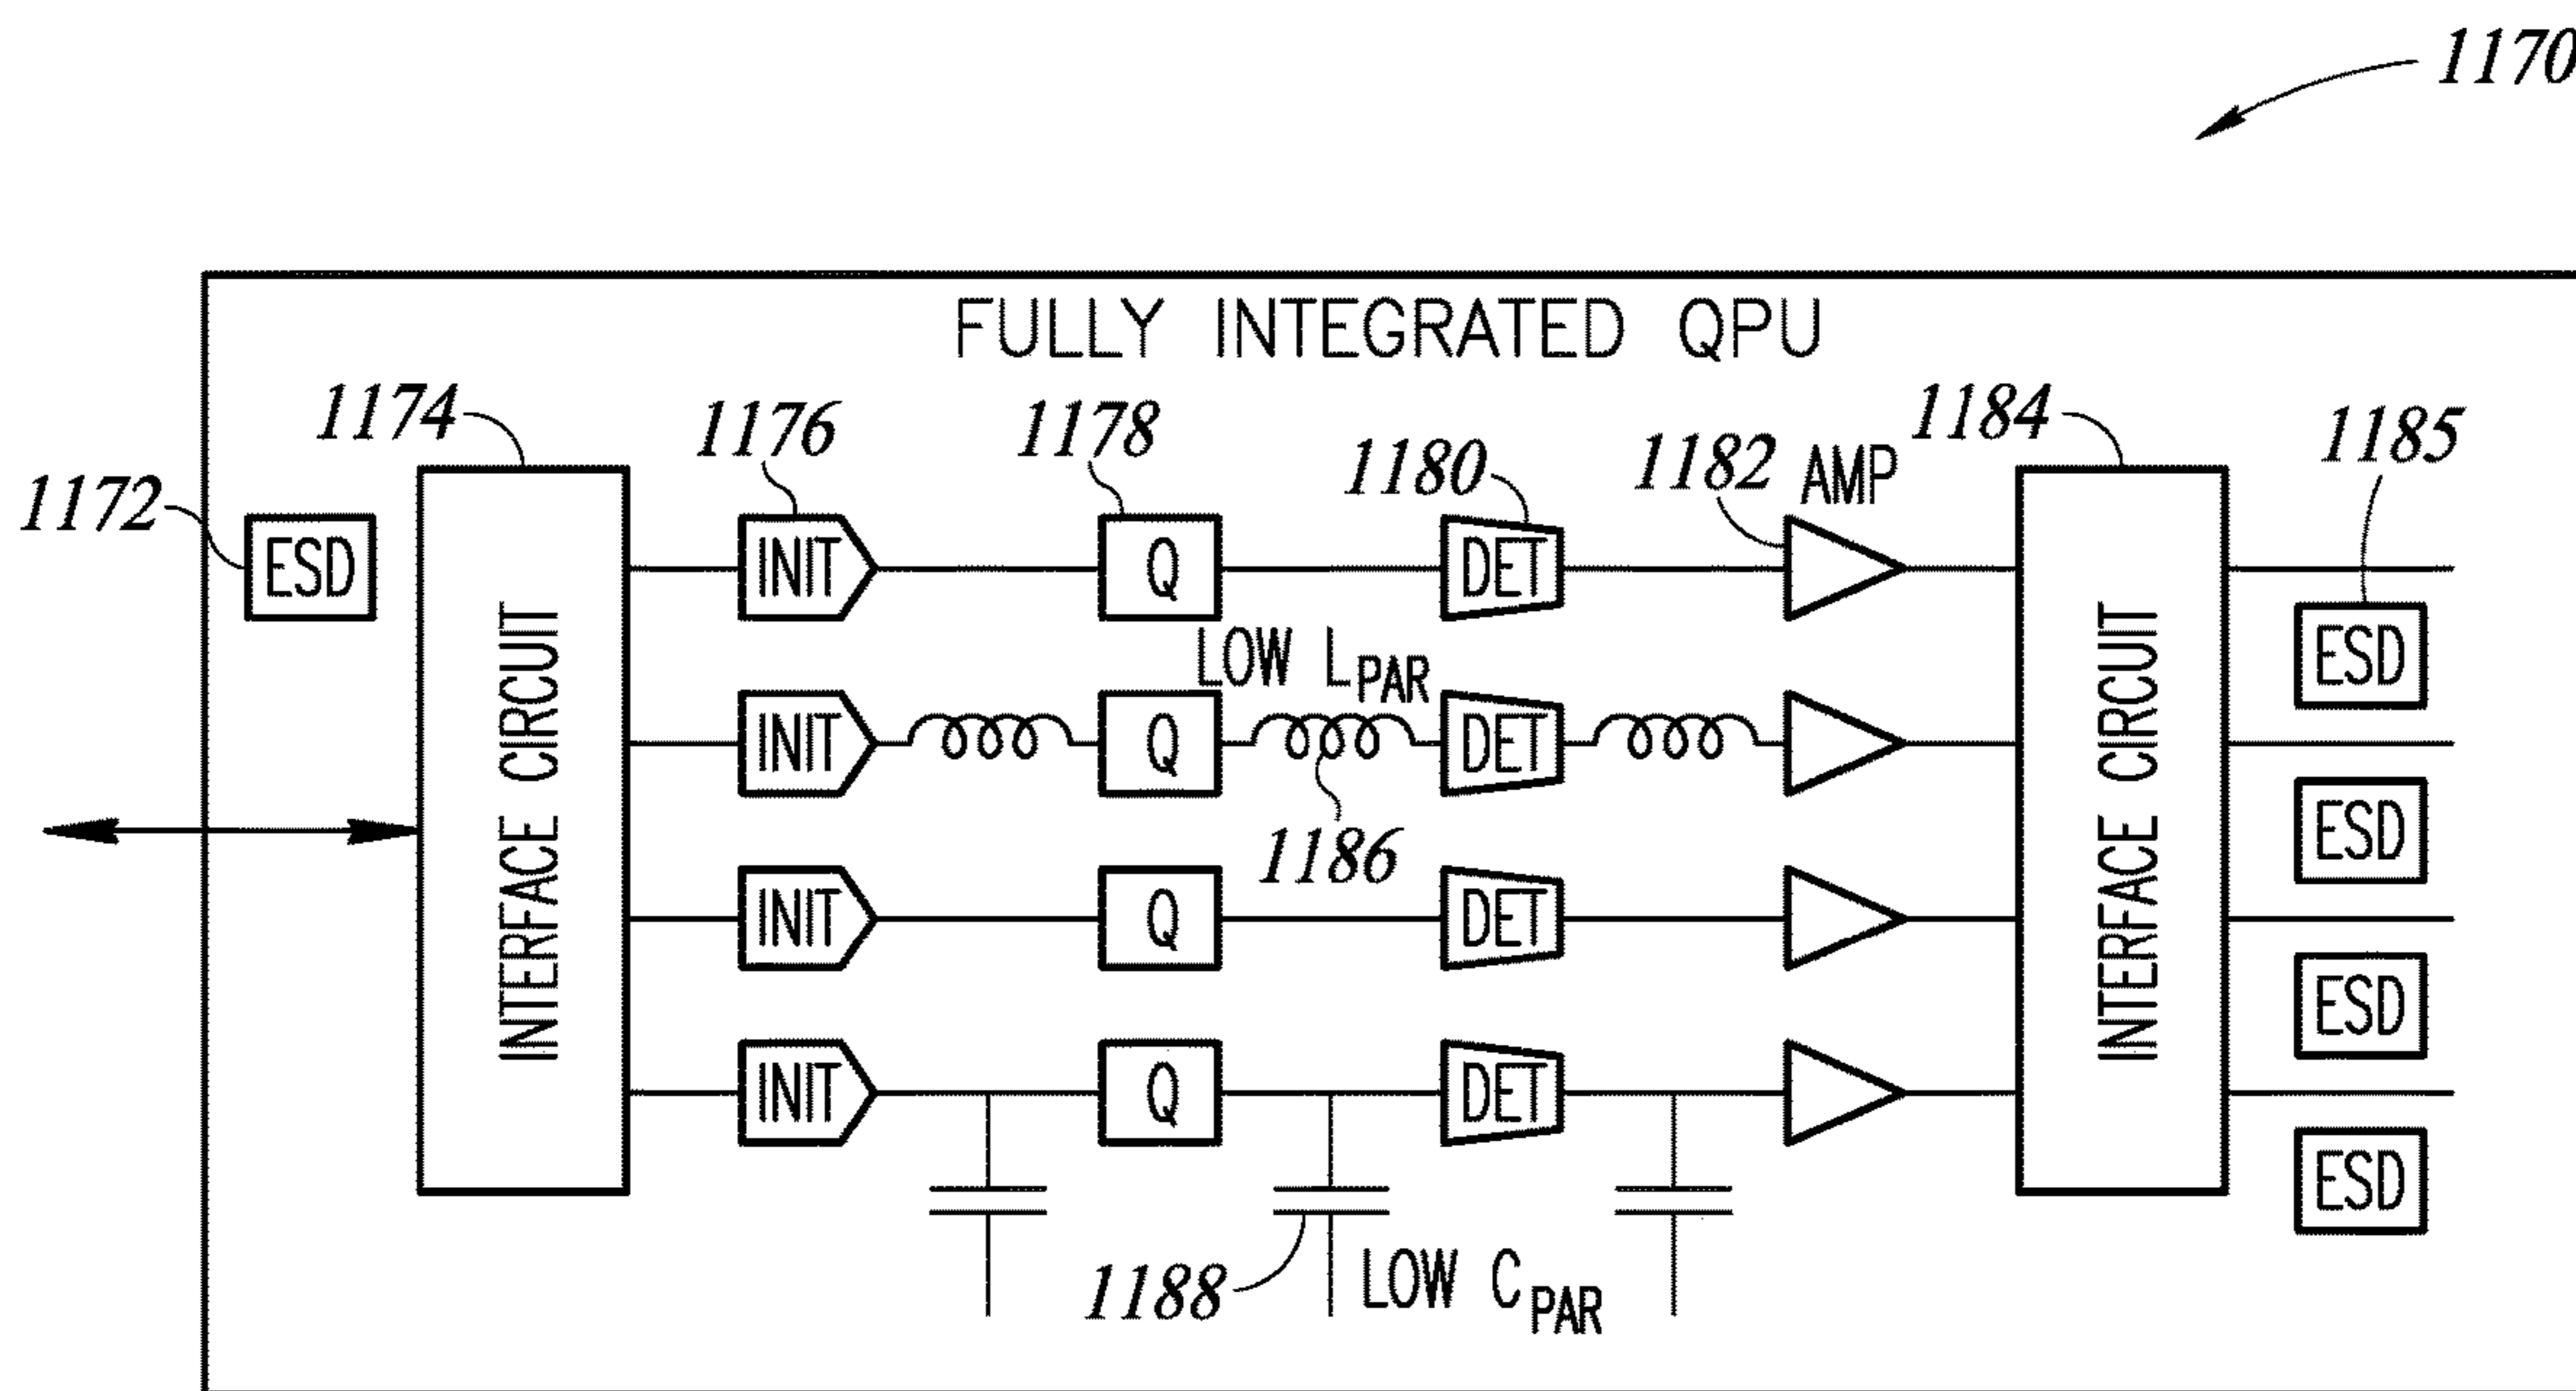 1170
FULLY INTEGRATED QPU
1174
1176
1178
1180
1182
AMP
1184
1185
1172
ESD
INTERFACE CIRCUIT
INIT
Q
DET
INTERFACE CIRCUIT
ESD
LOW LPAR
INIT
Q
DET
ESD
1186
INIT
Q
DET
ESD
INIT
Q
DET
ESD
1188
LOW CPAR